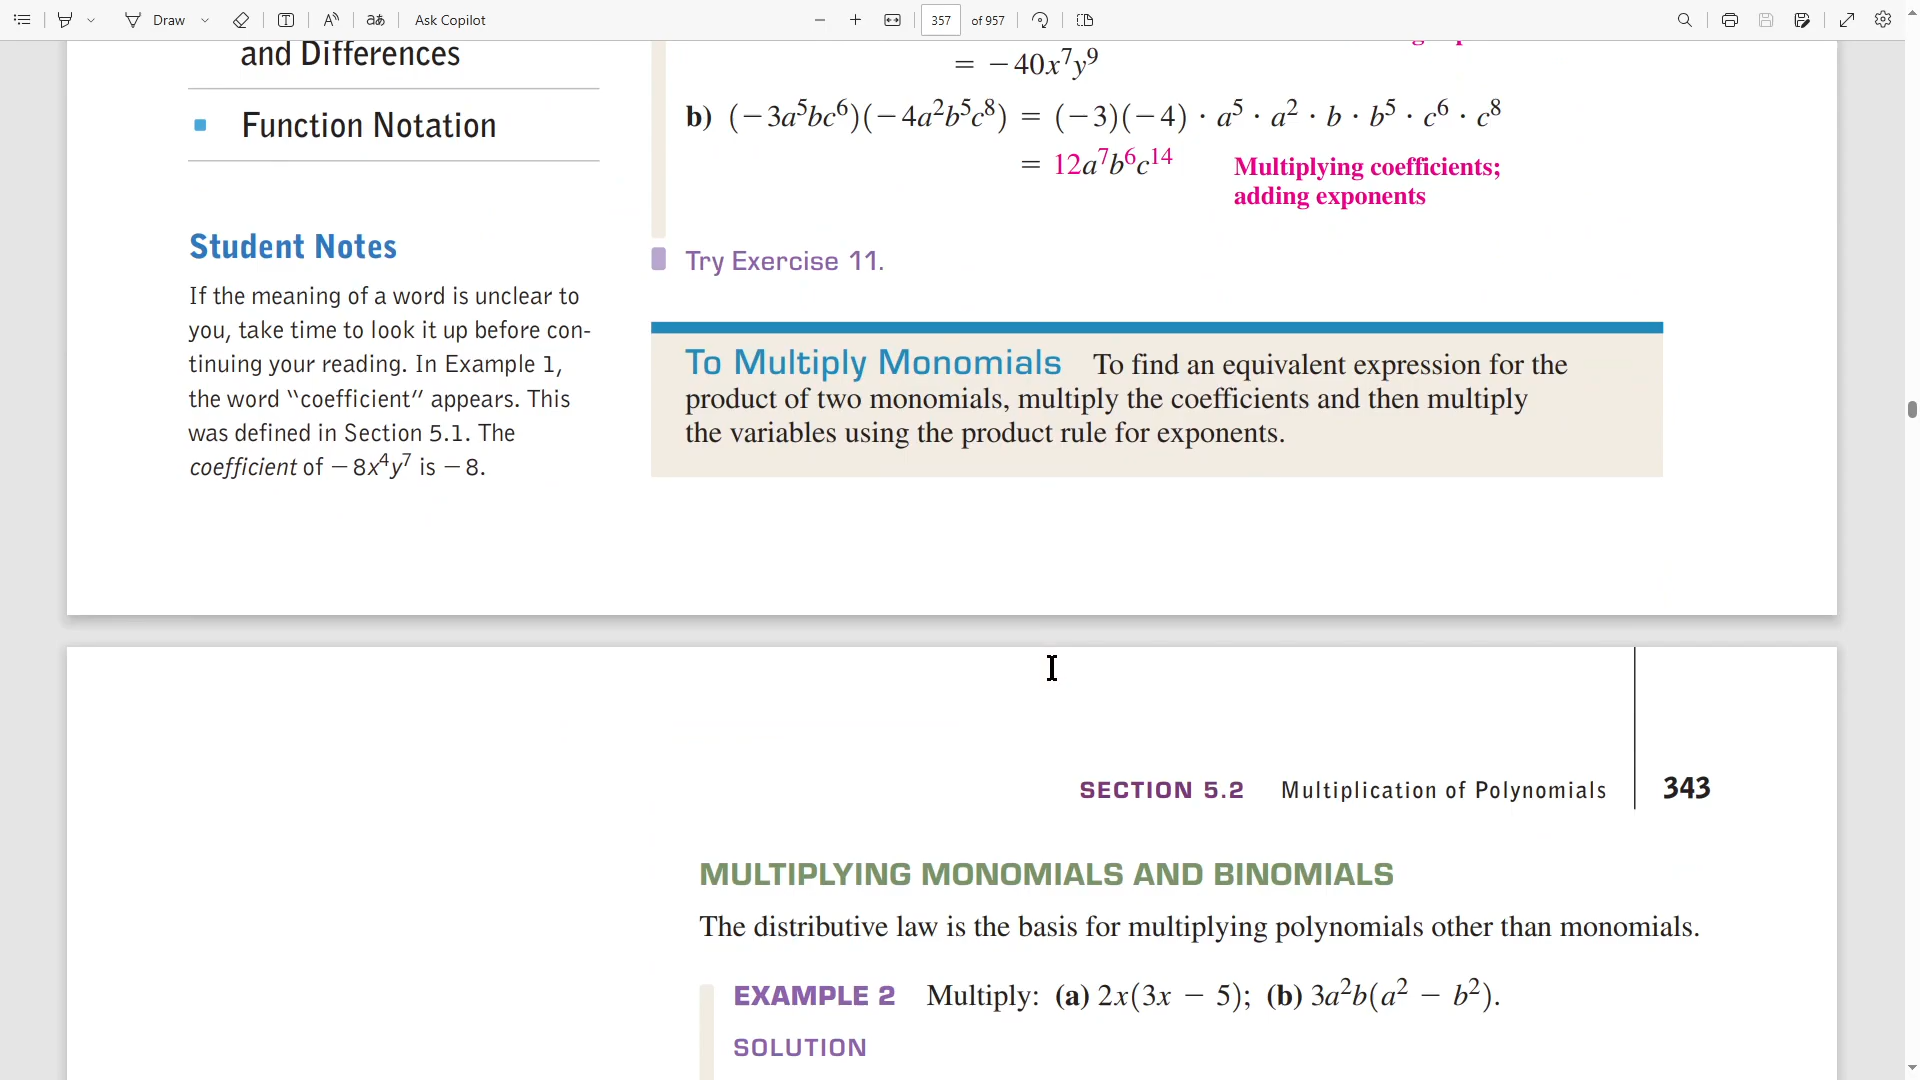 Draw
Ask Copilot
357 of 957
and Differences
Function Notation
Student Notes
If the meaning of a word is unclear to
you, take time to look it up before con-
tinuing your reading. In Example 1,
the word "coefficient" appears. This
was defined in Section 5.1. The
coefficient of −8x⁴y⁷ is −8.
= −40x⁷y⁹
b) (−3a⁵bc⁶)(−4a²b⁵c⁸) = (−3)(−4) · a⁵ · a² · b · b⁵ · c⁶ · c⁸
= 12a⁷b⁶c¹⁴
Multiplying coefficients;
adding exponents
Try Exercise 11.
To Multiply Monomials To find an equivalent expression for the
product of two monomials, multiply the coefficients and then multiply
the variables using the product rule for exponents.
SECTION 5.2 Multiplication of Polynomials 343
MULTIPLYING MONOMIALS AND BINOMIALS
The distributive law is the basis for multiplying polynomials other than monomials.
EXAMPLE 2 Multiply: (a) 2x(3x − 5); (b) 3a²b(a² − b²).
SOLUTION